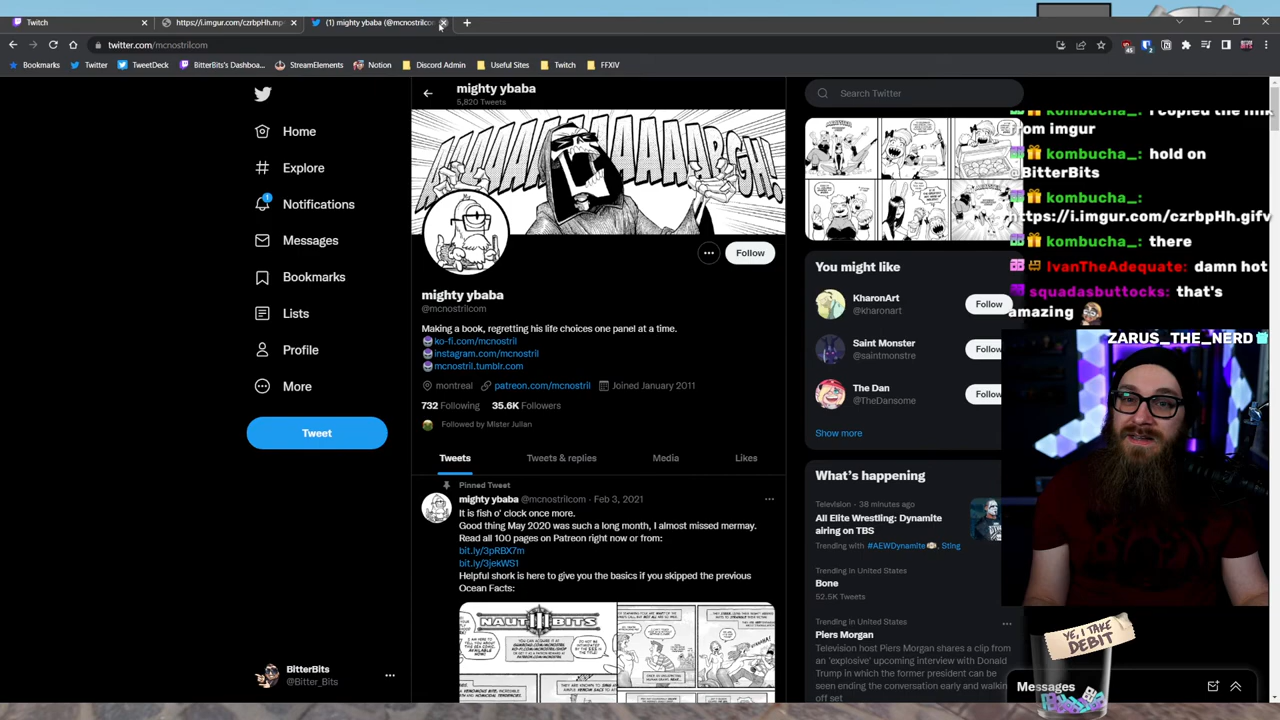 Twitch
https://i.imgur.com/czrbpHh.mp
(1) mighty ybaba (@mcnostrilcor
twitter.com/mcnostrilcom
Bookmarks
Twitter
TweetDeck
BitterBits's Dashboa...
StreamElements
Notion
Discord Admin
Useful Sites
Twitch
FFXIV
Home
Explore
Notifications
Messages
Bookmarks
Lists
Profile
More
Tweet
BitterBits
@Bitter_Bits
mighty ybaba
5,820 Tweets
Follow
mighty ybaba
@mcnostrilcom
Making a book, regretting his life choices one panel at a time.
ko-fi.com/mcnostril
instagram.com/mcnostril
mcnostril.tumblr.com
montreal patreon.com/mcnostril Joined January 2011
732 Following 35.6K Followers
Followed by Mister Julian
Tweets Tweets & replies Media Likes
Pinned Tweet
mighty ybaba @mcnostrilcom · Feb 3, 2021
It is fish o' clock once more.
Good thing May 2020 was such a long month, I almost missed mermay.
Read all 100 pages on Patreon right now or from:
bit.ly/3pRBX7m
bit.ly/3jekWS1
Helpful shork is here to give you the basics if you skipped the previous
Ocean Facts:
NAUT BITS
Search Twitter
You might like
KharonArt
@kharonart
Follow
Saint Monster
@saintmonstre
Follow
The Dan
@TheDansome
Follow
Show more
What's happening
Television · 38 minutes ago
All Elite Wrestling: Dynamite
airing on TBS
Trending with #AEWDynamite, Sting
Trending in United States
Bone
52.5K Tweets
Trending in United States
Piers Morgan
Television host Piers Morgan shares a clip from
an 'explosive' upcoming interview with Donald
Trump in which the former president can be
seen ending the conversation early and walkin
off set
Messages
kombucha_: I copied the link
from imgur
kombucha_: hold on
@BitterBits
kombucha_:
https://i.imgur.com/czrbpHh.gifv
kombucha_: there
IvanTheAdequate: damn hot
squadasbuttocks: that's
amazing
ZARUS_THE_NERD
DEBIT